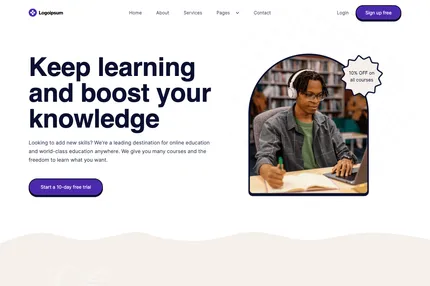 Logoipsum
Home About Services Pages Login Sign up free
Keep learning
and boost your
knowledge
10% OFF on
all courses
Looking to add new skills? We're a leading destination for online education
and world-class education anywhere. We give you many courses and the
freedom to learn what you want.
Start a 10-day free trial